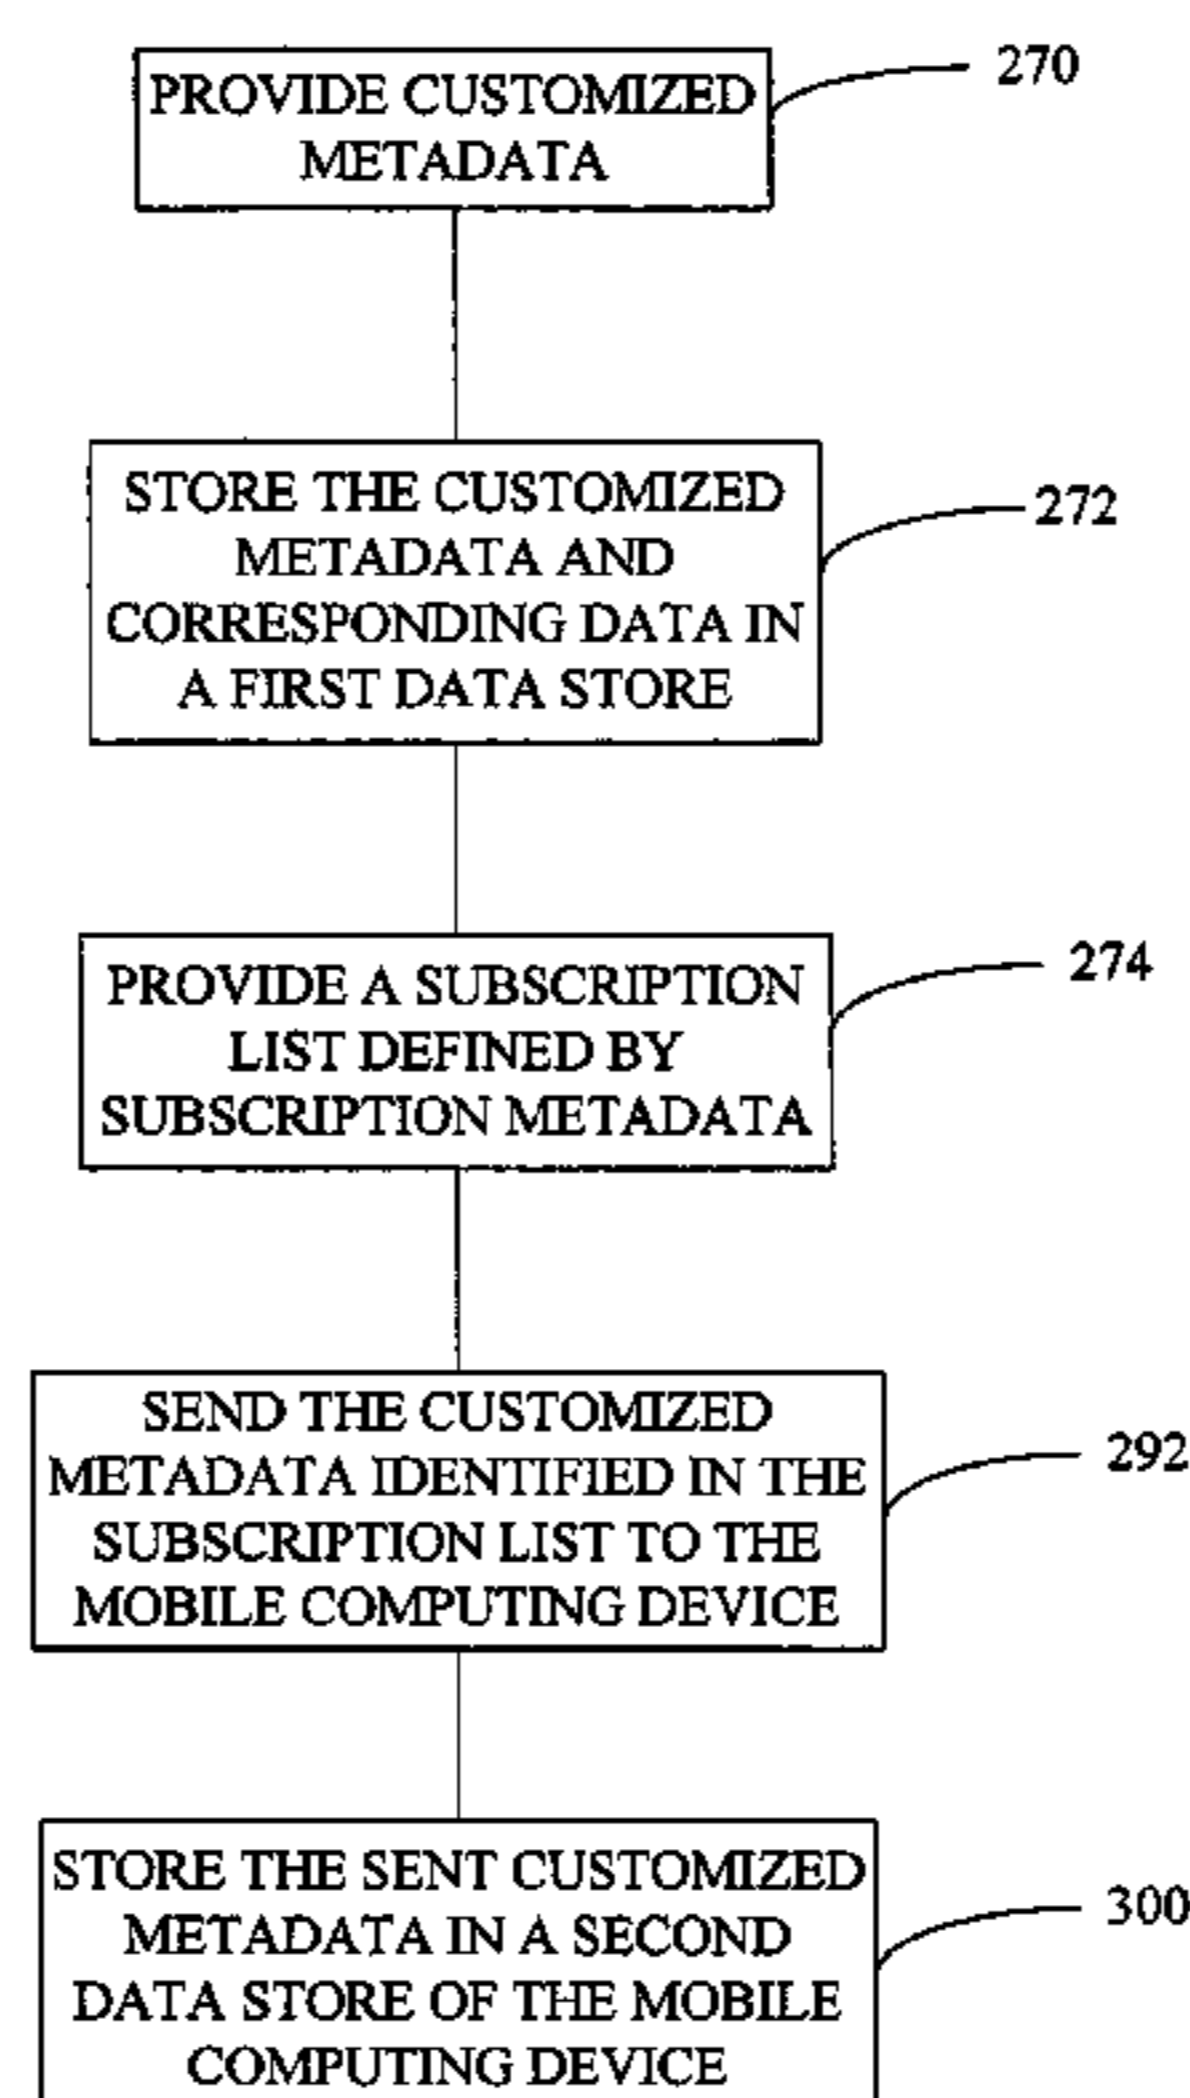 PROVIDE CUSTOMIZED
METADATA
270
STORE THE CUSTOMIZED
METADATA AND
CORRESPONDING DATA IN
A FIRST DATA STORE
272
PROVIDE A SUBSCRIPTION
LIST DEFINED BY
SUBSCRIPTION METADATA
274
SEND THE CUSTOMIZED
METADATA IDENTIFIED IN THE
SUBSCRIPTION LIST TO THE
MOBILE COMPUTING DEVICE
292
STORE THE SENT CUSTOMIZED
METADATA IN A SECOND
DATA STORE OF THE MOBILE
COMPUTING DEVICE
300